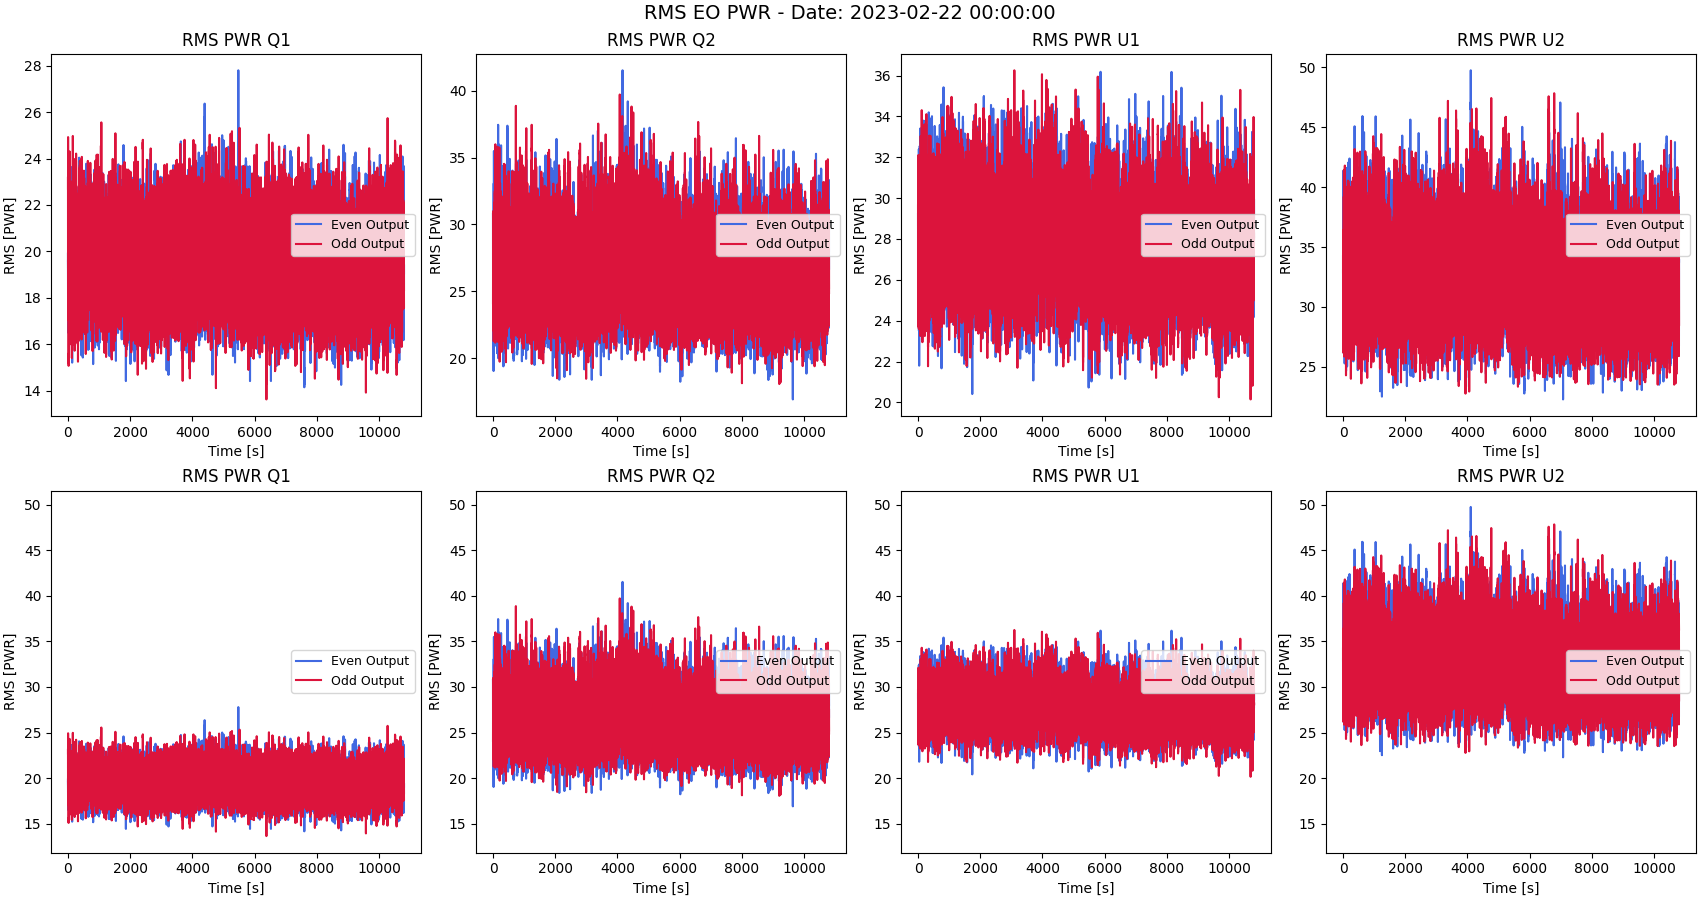 RMS EO PWR - Date: 2023-02-22 00:00:00
RMS PWR Q1
RMS [PWR]
28
26
24
22
20
18
16
14
0 2000 4000 6000 8000 10000
Time [s]
Even Output
Odd Output
RMS PWR Q2
RMS [PWR]
40
35
30
25
20
0 2000 4000 6000 8000 10000
Time [s]
Even Output
Odd Output
RMS PWR U1
RMS [PWR]
36
34
32
30
28
26
24
22
20
0 2000 4000 6000 8000 10000
Time [s]
Even Output
Odd Output
RMS PWR U2
RMS [PWR]
50
45
40
35
30
25
0 2000 4000 6000 8000 10000
Time [s]
Even Output
Odd Output
RMS PWR Q1
RMS [PWR]
50
45
40
35
30
25
20
15
0 2000 4000 6000 8000 10000
Time [s]
Even Output
Odd Output
RMS PWR Q2
RMS [PWR]
50
45
40
35
30
25
20
15
0 2000 4000 6000 8000 10000
Time [s]
Even Output
Odd Output
RMS PWR U1
RMS [PWR]
50
45
40
35
30
25
20
15
0 2000 4000 6000 8000 10000
Time [s]
Even Output
Odd Output
RMS PWR U2
RMS [PWR]
50
45
40
35
30
25
20
15
0 2000 4000 6000 8000 10000
Time [s]
Even Output
Odd Output